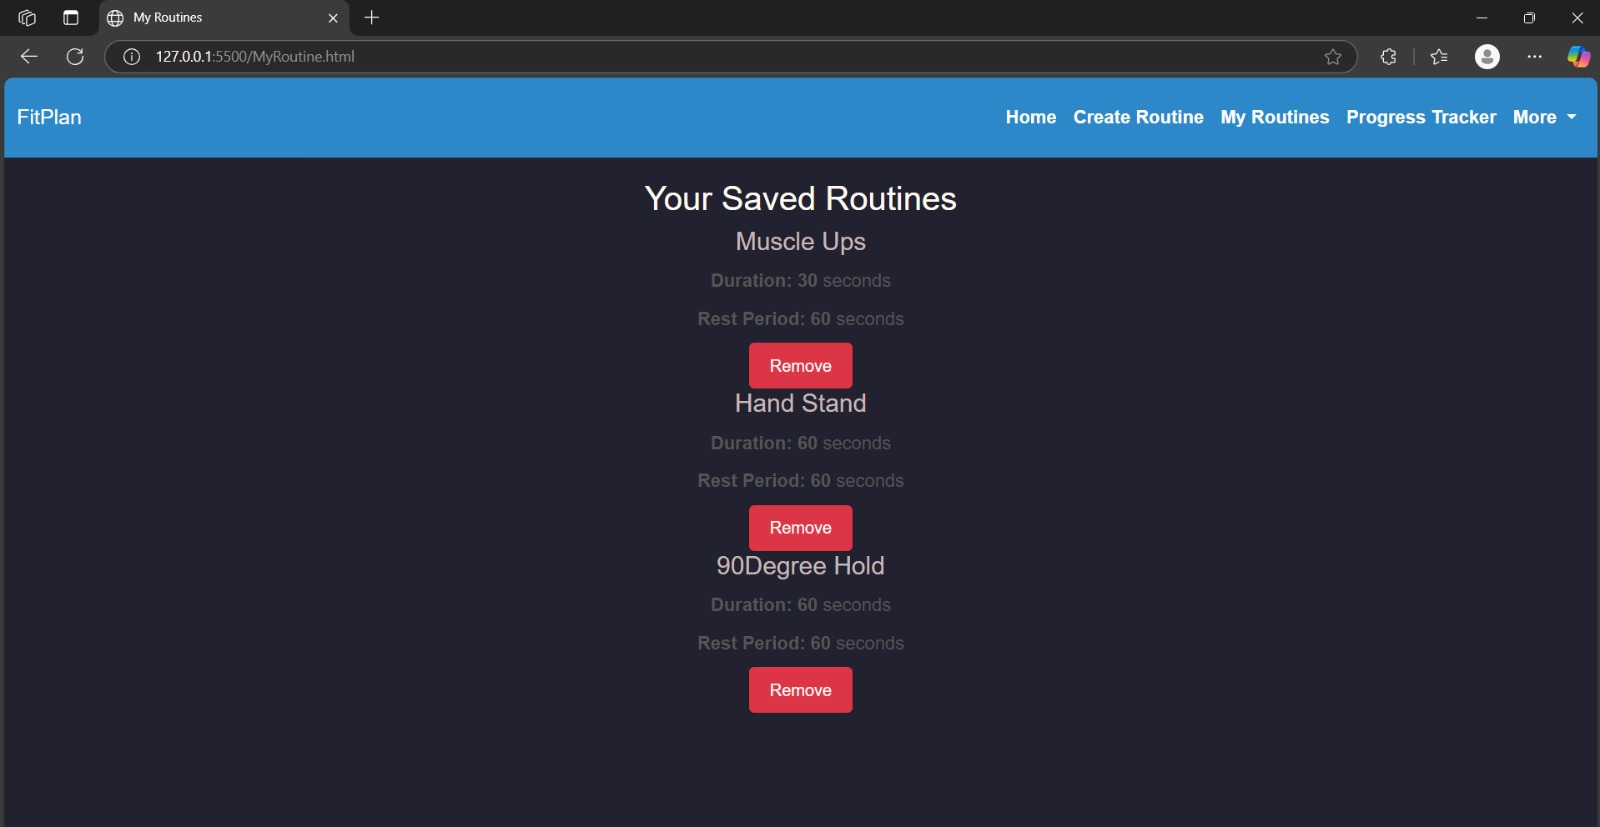 My Routines
127.0.0.1:5500/MyRoutine.html
FitPlan
Home Create Routine My Routines Progress Tracker More
Your Saved Routines
Muscle Ups
Duration: 30 seconds
Rest Period: 60 seconds
Remove
Hand Stand
Duration: 60 seconds
Rest Period: 60 seconds
Remove
90Degree Hold
Duration: 60 seconds
Rest Period: 60 seconds
Remove